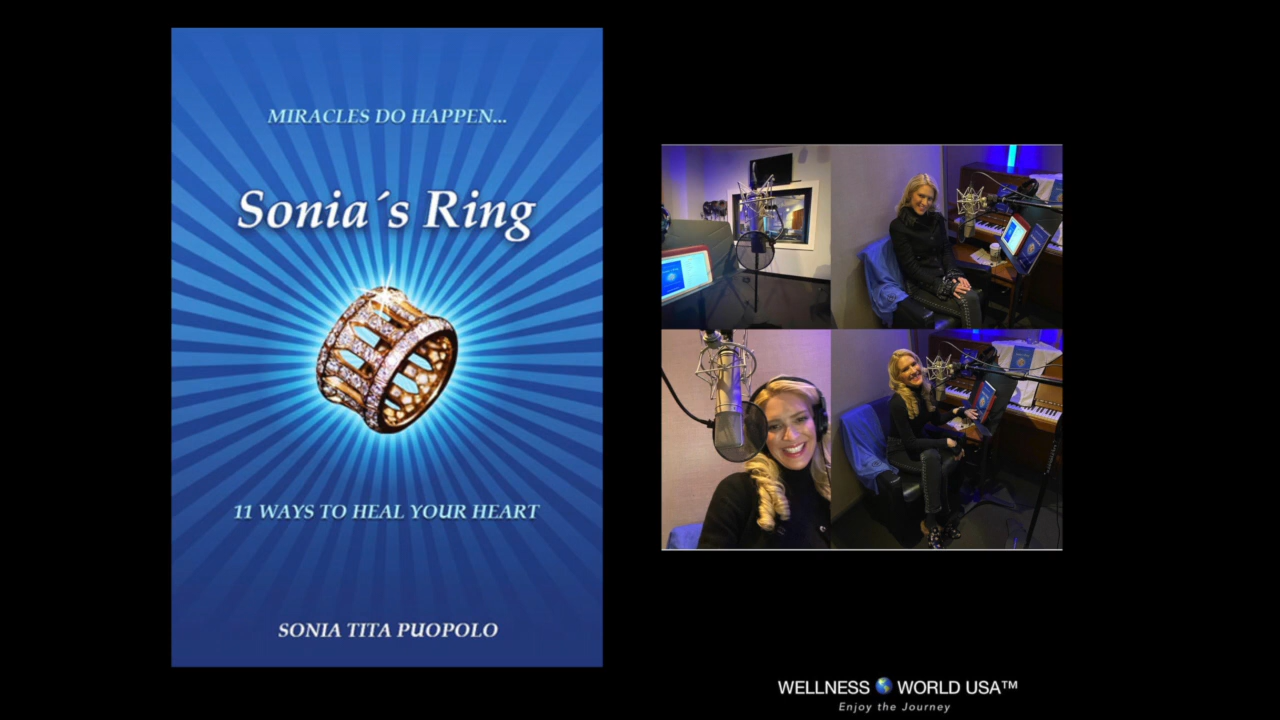 MIRACLES DO HAPPEN...
Sonia´s Ring
11 WAYS TO HEAL YOUR HEART
SONIA TITA PUOPOLO
WELLNESS 🌎 WORLD USA™
Enjoy the Journey